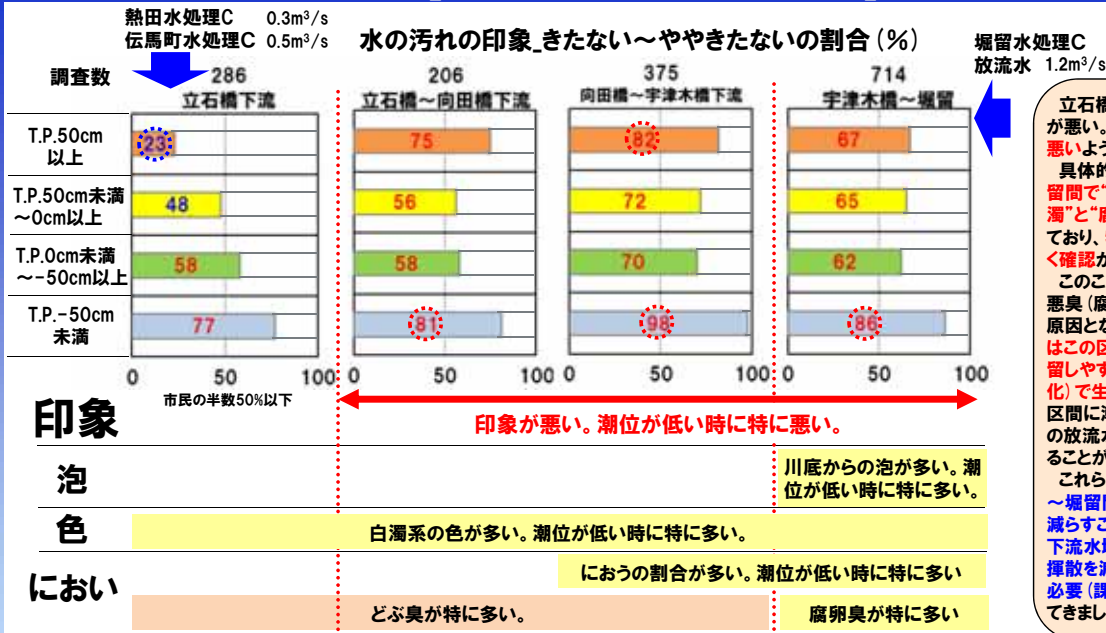 熱田水処理C 0.3m³/s
伝馬町水処理C 0.5m³/s
水の汚れの印象_きたない～ややきたないの割合(%)
堀留水処理C
放流水 1.2m³/s
調査数 286 206 375 714
立石橋下流 立石橋～向田橋下流 向田橋～宇津木橋下流 宇津木橋～堀留
T.P.50cm
以上
23 75 82 67
T.P.50cm未満
～0cm以上
48 56 72 65
T.P.0cm未満
～-50cm以上
58 58 70 62
T.P.-50cm
未満
77 81 98 86
0 50 100 0 50 100 0 50 100 0 50 100
市民の半数50%以下
印象
印象が悪い。潮位が低い時に特に悪い。
泡
川底からの泡が多い。潮
位が低い時に特に多い。
色
白濁系の色が多い。潮位が低い時に特に多い。
におい
におうの割合が多い。潮位が低い時に特に多い
どぶ臭が特に多い。
腐卵臭が特に多い
立石橋
が悪い。
悪いよう
具体的
留間で“
濁”と“腐
ており、
く確認か
このこ
悪臭(腐
原因とな
はこの区
留しやす
化)で生
区間に
の放流水
ることが
これら
～堀留間
減らすこ
下流水
揮散を減
必要(課
てきまし